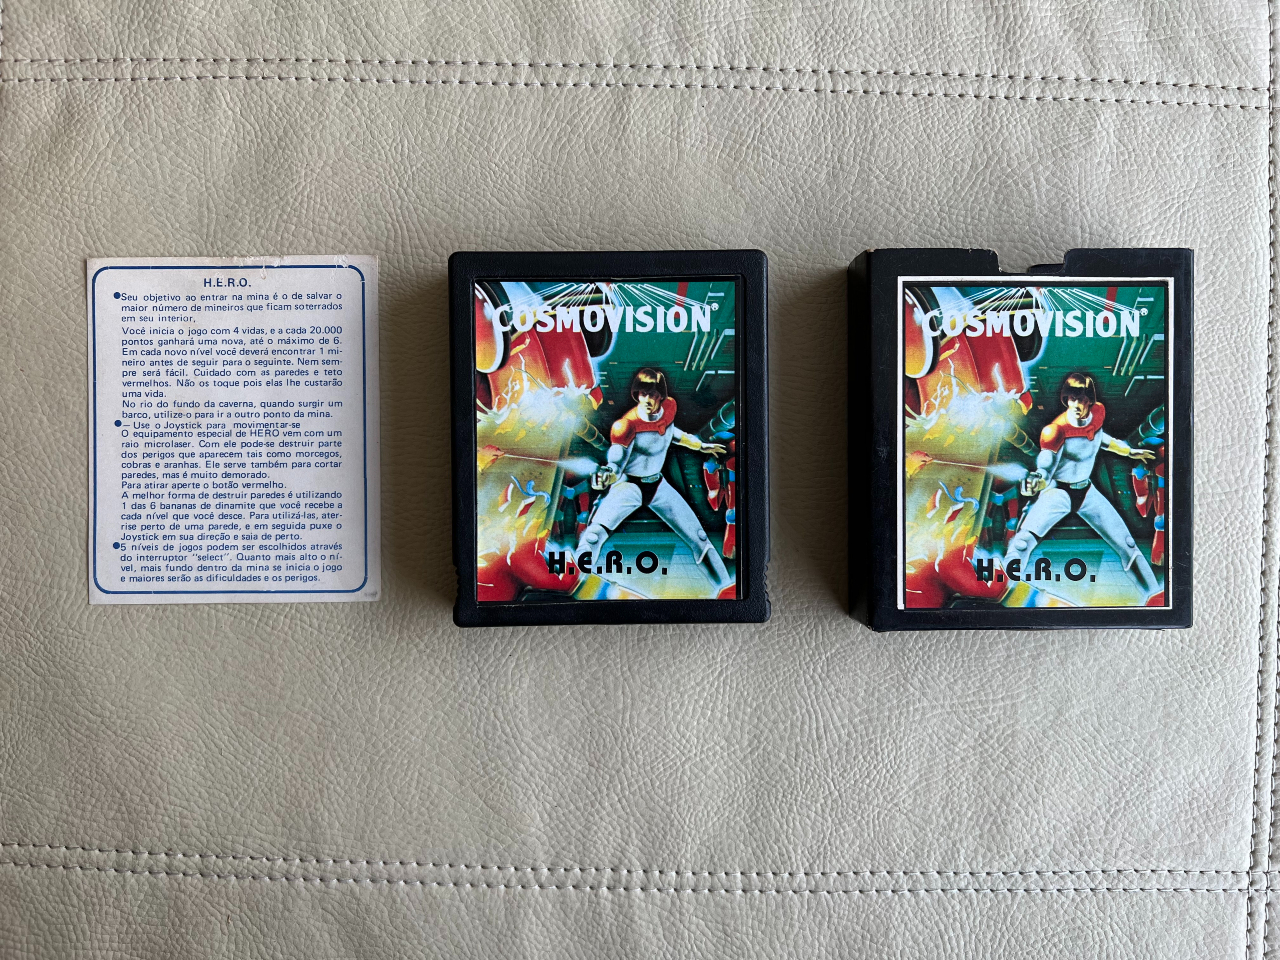 H.E.R.O.
●Seu objetivo ao entrar na mina é o de salvar o
maior número de mineiros que ficam soterrados
em seu interior.
Você inicia o jogo com 4 vidas, e a cada 20.000
pontos ganhará uma nova, até o máximo de 6.
Em cada novo nível você deverá encontrar 1 mi-
neiro antes de seguir para o seguinte. Nem sem-
pre será fácil. Cuidado com as paredes e teto
vermelhos. Não os toque pois elas lhe custarão
uma vida.
No rio do fundo da caverna, quando surgir um
barco, utilize-o para ir a outro ponto da mina.
●— Use o Joystick para movimentar-se
O equipamento especial de HERO vem com um
raio microlaser. Com ele pode-se destruir parte
dos perigos que aparecem tais como morcegos,
cobras e aranhas. Ele serve também para cortar
paredes, mas é muito demorado.
Para atirar aperte o botão vermelho.
A melhor forma de destruir paredes é utilizando
1 das 6 bananas de dinamite que você recebe a
cada nível que você desce. Para utilizá-las, ater-
rise perto de uma parede, e em seguida puxe o
Joystick em sua direção e saia de perto.
●5 níveis de jogos podem ser escolhidos através
do interruptor "select". Quanto mais alto o ní-
vel, mais fundo dentro da mina se inicia o jogo
e maiores serão as dificuldades e os perigos.
COSMOVISION®
H.E.R.O.
COSMOVISION®
H.E.R.O.